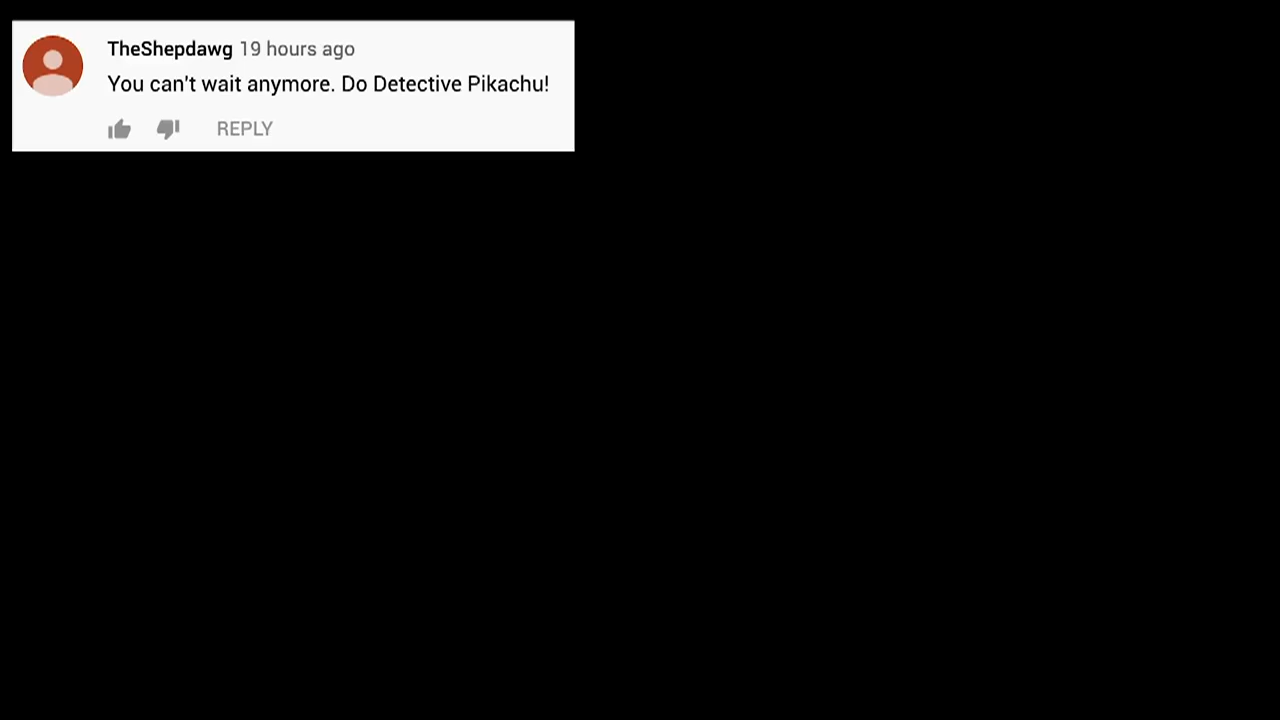 TheShepdawg 19 hours ago
You can't wait anymore. Do Detective Pikachu!
REPLY